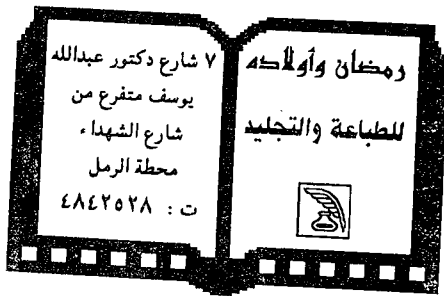 رمضان وأولاده
للطباعة والتجليد
٧ شارع دكتور عبدالله
يوسف متفرع من
شارع الشهداء
محطة الرمل
ت : ٤٨٤٢٥٢٨